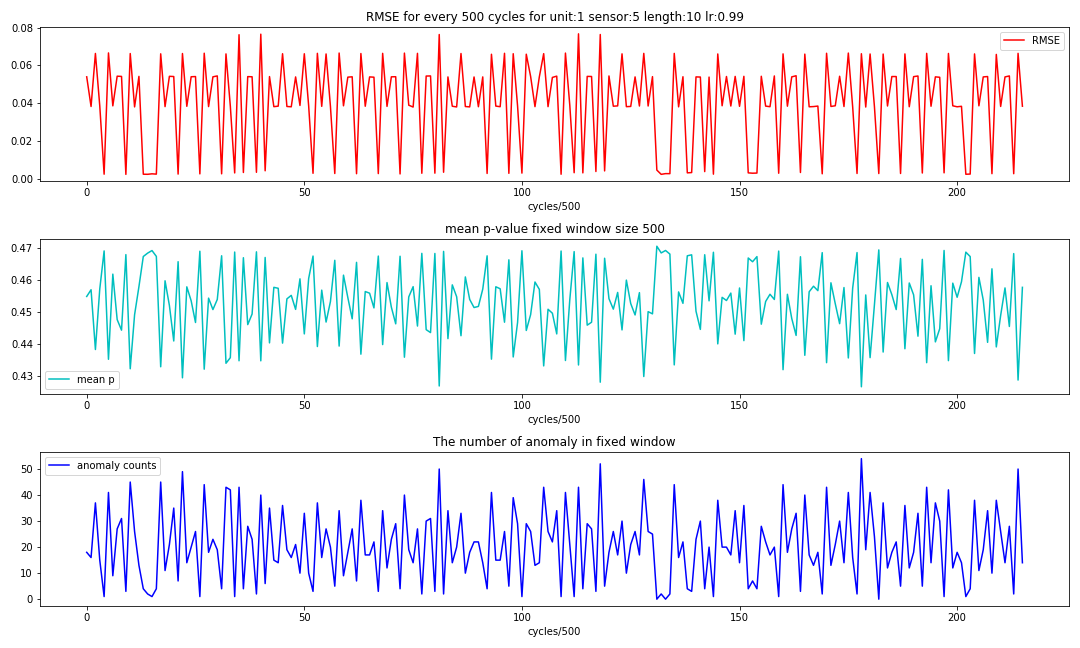 RMSE for every 500 cycles for unit:1 sensor:5 length:10 lr:0.99
0.08
0.06
0.04
0.02
0.00
RMSE
0 50 100 150 200
cycles/500
mean p-value fixed window size 500
0.47
0.46
0.45
0.44
0.43
mean p
0 50 100 150 200
cycles/500
The number of anomaly in fixed window
50
40
30
20
10
0
anomaly counts
0 50 100 150 200
cycles/500